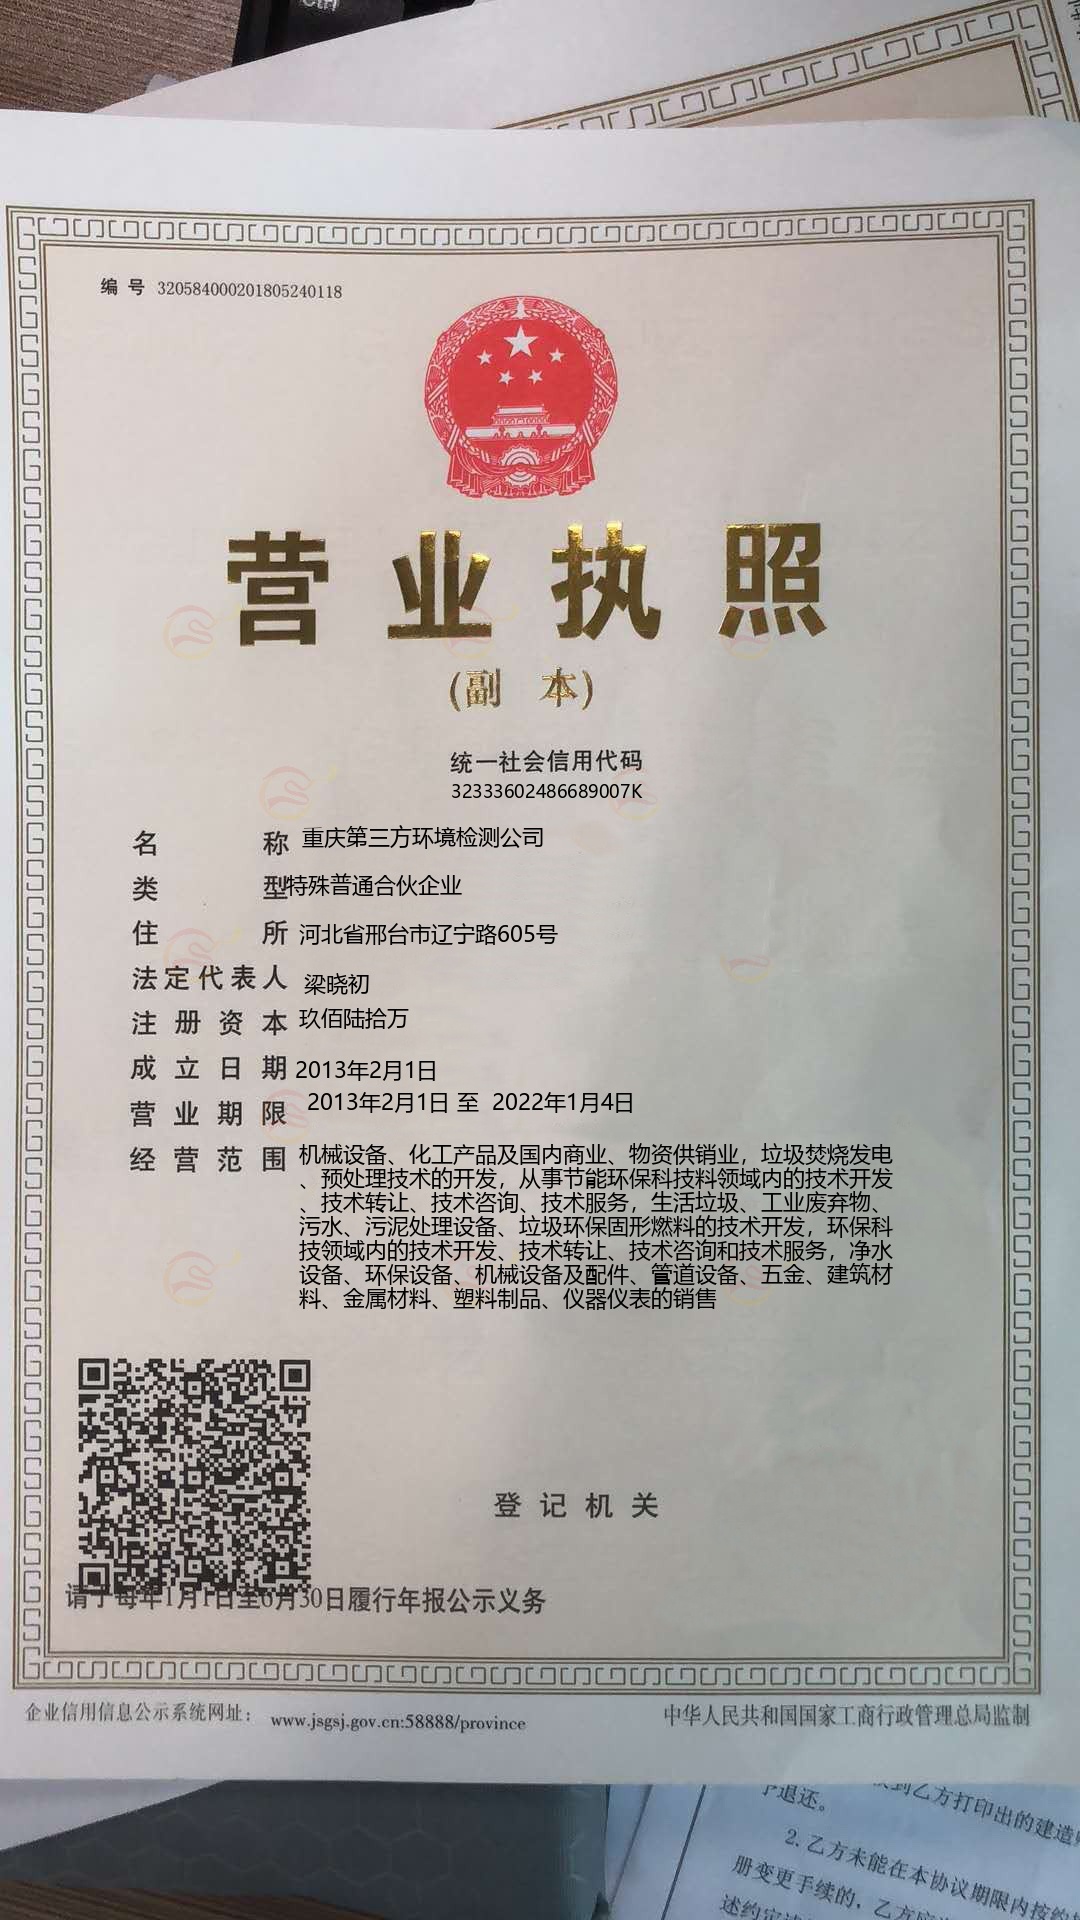 Ctrl
编 号 320584000201805240118
营业执照
(副 本)
统一社会信用代码
32333602486689007K
名 称 重庆第三方环境检测公司
类 型 特殊普通合伙企业
住 所 河北省邢台市辽宁路605号
法定代表人 梁晓初
注册资本 玖佰陆拾万
成立日期 2013年2月1日
营业期限 2013年2月1日 至 2022年1月4日
经营范围 机械设备、化工产品及国内商业、物资供销业，垃圾焚烧发电
、预处理技术的开发，从事节能环保科技料领域内的技术开发
、技术转让、技术咨询、技术服务，生活垃圾、工业废弃物、
污水、污泥处理设备、垃圾环保固形燃料的技术开发，环保科
技领域内的技术开发、技术转让、技术咨询和技术服务，净水
设备、环保设备、机械设备及配件、管道设备、五金、建筑材
料、金属材料、塑料制品、仪器仪表的销售
登记机关
请于每年1月1日至6月30日履行年报公示义务
企业信用信息公示系统网址： www.jsgsj.gov.cn:58888/province
中华人民共和国国家工商行政管理总局监制
到乙方打印出的建造
予退还。
2.乙方未能在本协议期限内按约
册变更手续的，乙方应
述约定